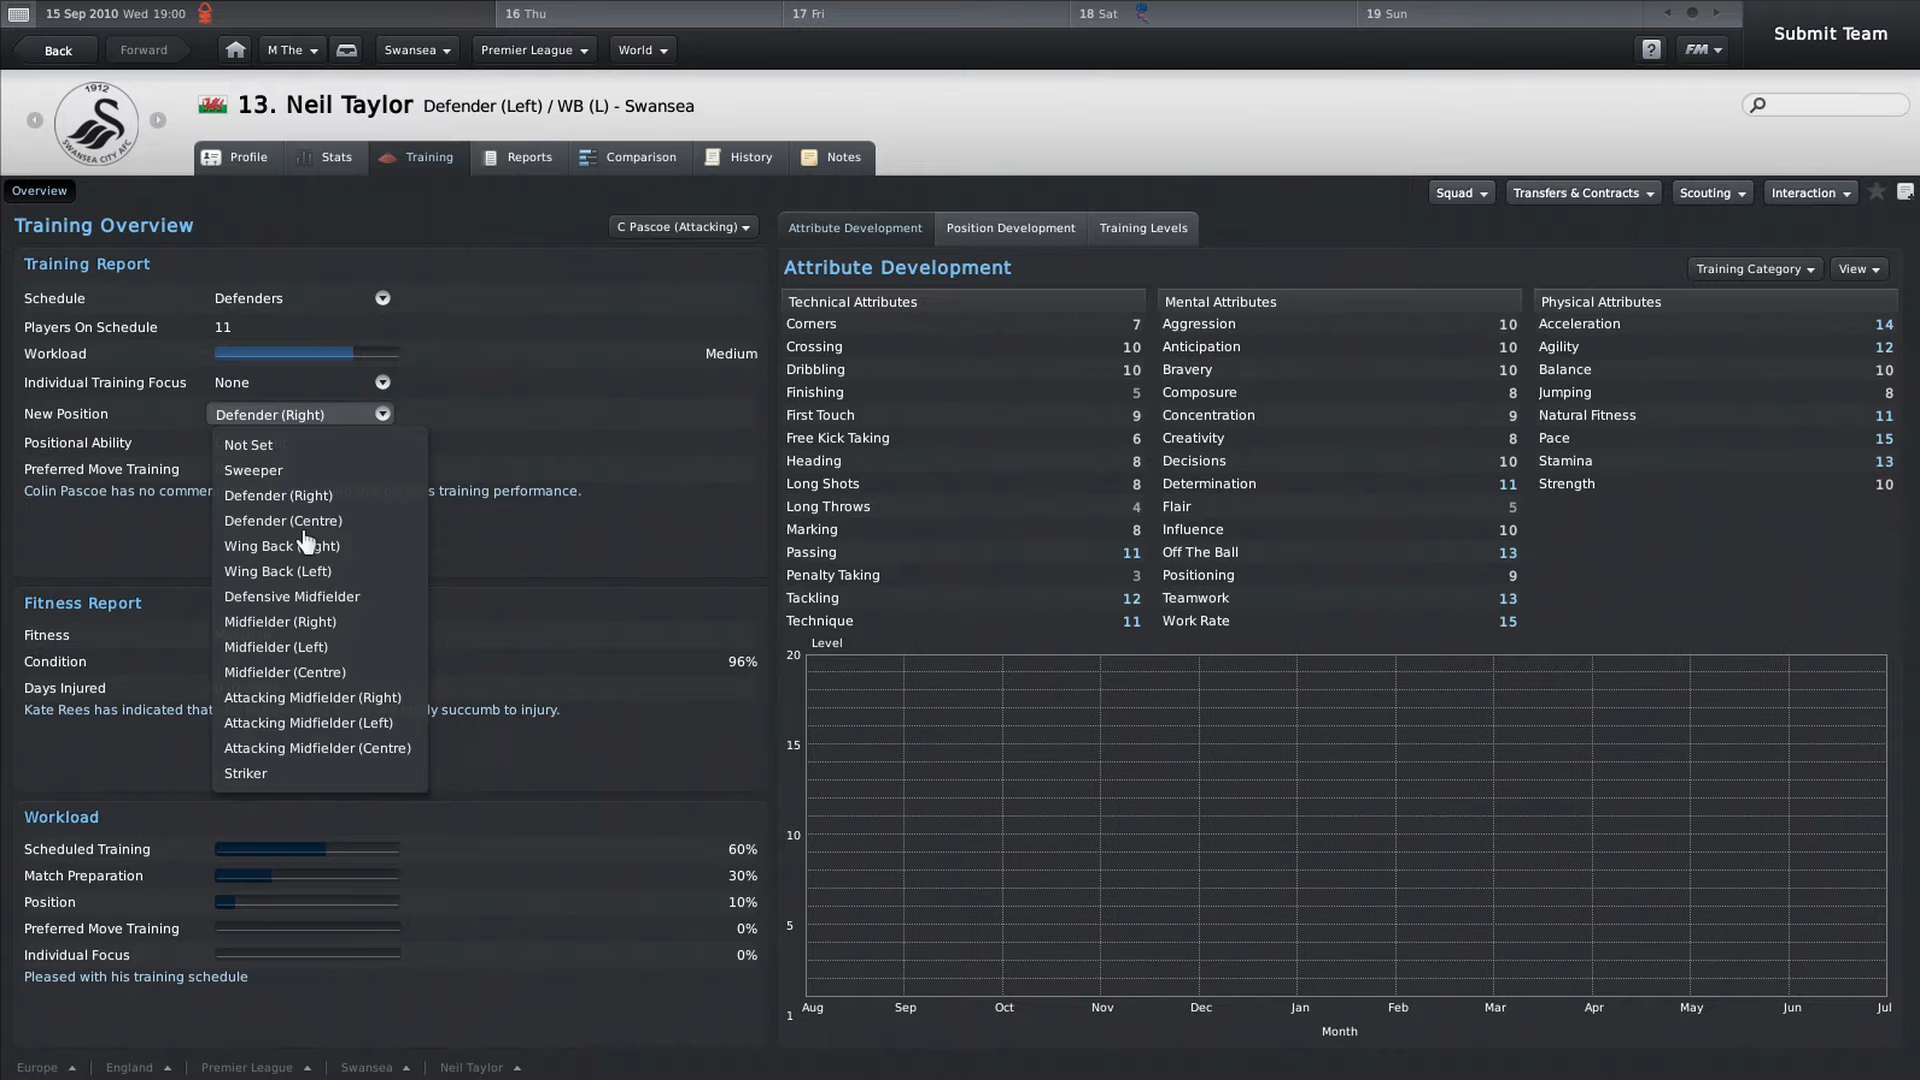 15 Sep 2010 Wed 19:00
16 Thu
17 Fri
18 Sat
19 Sun
Submit Team
Back
Forward
M The
Swansea
Premier League
World
?
FM
1912
SWANSEA CITY AFC
13. Neil Taylor Defender (Left) / WB (L) - Swansea
Profile
Stats
Training
Reports
Comparison
History
Notes
Overview
Squad
Transfers & Contracts
Scouting
Interaction
Training Overview
C Pascoe (Attacking)
Training Report
Schedule Defenders
Players On Schedule 11
Workload Medium
Individual Training Focus None
New Position Defender (Right)
Positional Ability
Preferred Move Training
Colin Pascoe has no s training performance.
Not Set
Sweeper
Defender (Right)
Defender (Centre)
Wing Back
Wing Back (Left)
Defensive Midfielder
Midfielder (Right)
Midfielder (Left)
Midfielder (Centre)
Attacking Midfielder (Right)
Attacking Midfielder (Left)
Attacking Midfielder (Centre)
Striker
Fitness Report
Fitness
Condition 96%
Days Injured
Kate Rees has indicated that succumb to injury.
Workload
Scheduled Training 60%
Match Preparation 30%
Position 10%
Preferred Move Training 0%
Individual Focus 0%
Pleased with his training schedule
Attribute Development
Position Development
Training Levels
Attribute Development
Training Category
View
Technical Attributes
Corners 7
Crossing 10
Dribbling 10
Finishing 5
First Touch 9
Free Kick Taking 6
Heading 8
Long Shots 8
Long Throws 4
Marking 8
Passing 11
Penalty Taking 3
Tackling 12
Technique 11
Mental Attributes
Aggression 10
Anticipation 10
Bravery 10
Composure 8
Concentration 9
Creativity 8
Decisions 10
Determination 11
Flair 5
Influence 10
Off The Ball 13
Positioning 9
Teamwork 13
Work Rate 15
Physical Attributes
Acceleration 14
Agility 12
Balance 10
Jumping 8
Natural Fitness 11
Pace 15
Stamina 13
Strength 10
Level
20
15
10
5
1
Aug Sep Oct Nov Dec Jan Feb Mar Apr May Jun Jul
Month
Europe
England
Premier League
Swansea
Neil Taylor